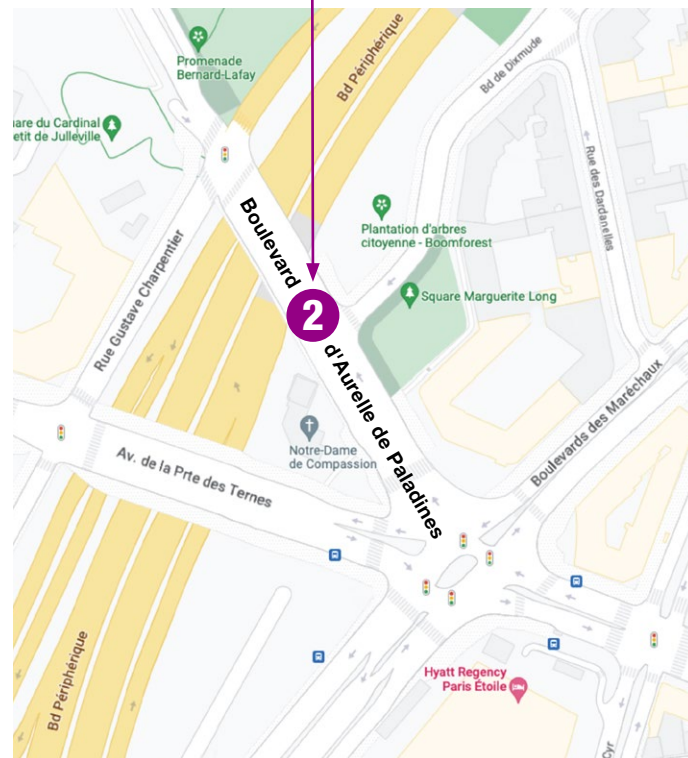 Promenade
Bernard-Lafay
Bd Périphérique
Bd de Dixmude
are du Cardinal
etit de Julleville
Rue des Dardanelles
Boulevard
Plantation d'arbres
citoyenne - Boomforest
Rue Gustave Charpentier
Square Marguerite Long
2
d'Aurelle de Paladines
Boulevards des Maréchaux
Notre-Dame
de Compassion
Av. de la Prte des Ternes
Bd Périphérique
Hyatt Regency
Paris Étoile
Cyr